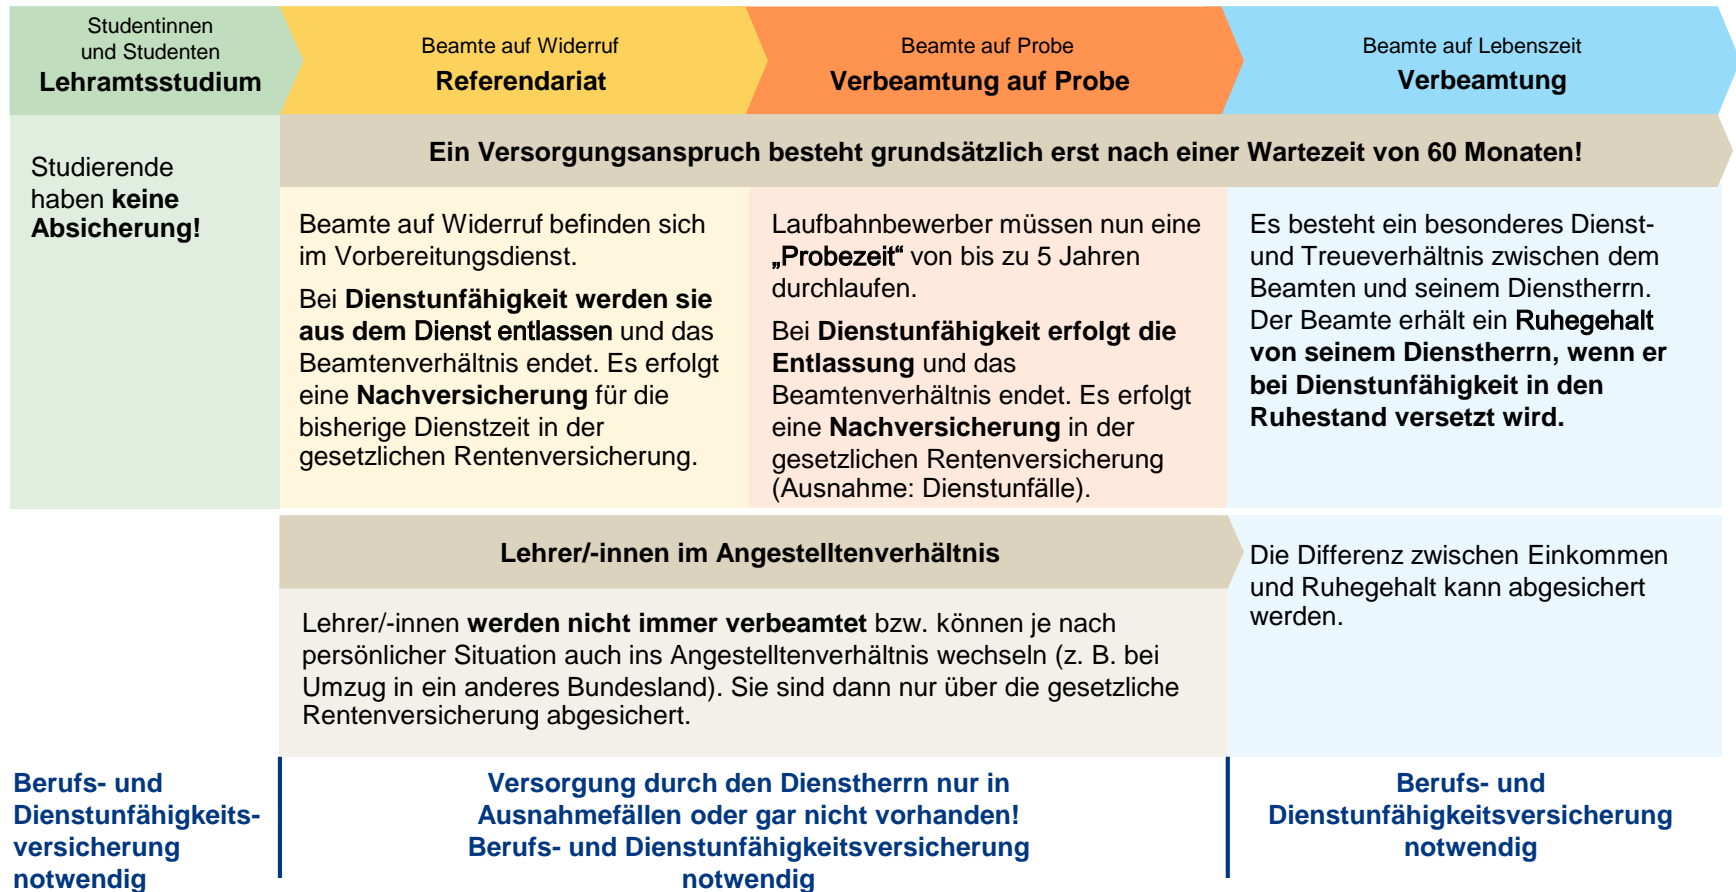 Studentinnen
und Studenten
Lehramtsstudium
Beamte auf Widerruf
Referendariat
Beamte auf Probe
Verbeamtung auf Probe
Beamte auf Lebenszeit
Verbeamtung
Ein Versorgungsanspruch besteht grundsätzlich erst nach einer Wartezeit von 60 Monaten!
Studierende
haben keine
Absicherung!
Beamte auf Widerruf befinden sich
im Vorbereitungsdienst.
Bei Dienstunfähigkeit werden sie
aus dem Dienst entlassen und das
Beamtenverhältnis endet. Es erfolgt
eine Nachversicherung für die
bisherige Dienstzeit in der
gesetzlichen Rentenversicherung.
Laufbahnbewerber müssen nun eine
„Probezeit“ von bis zu 5 Jahren
durchlaufen.
Bei Dienstunfähigkeit erfolgt die
Entlassung und das
Beamtenverhältnis endet. Es erfolgt
eine Nachversicherung in der
gesetzlichen Rentenversicherung
(Ausnahme: Dienstunfälle).
Es besteht ein besonderes Dienst-
und Treueverhältnis zwischen dem
Beamten und seinem Dienstherrn.
Der Beamte erhält ein Ruhegehalt
von seinem Dienstherrn, wenn er
bei Dienstunfähigkeit in den
Ruhestand versetzt wird.
Lehrer/-innen im Angestelltenverhältnis
Lehrer/-innen werden nicht immer verbeamtet bzw. können je nach
persönlicher Situation auch ins Angestelltenverhältnis wechseln (z. B. bei
Umzug in ein anderes Bundesland). Sie sind dann nur über die gesetzliche
Rentenversicherung abgesichert.
Die Differenz zwischen Einkommen
und Ruhegehalt kann abgesichert
werden.
Berufs- und
Dienstunfähigkeits-
versicherung
notwendig
Versorgung durch den Dienstherrn nur in
Ausnahmefällen oder gar nicht vorhanden!
Berufs- und Dienstunfähigkeitsversicherung
notwendig
Berufs- und
Dienstunfähigkeitsversicherung
notwendig